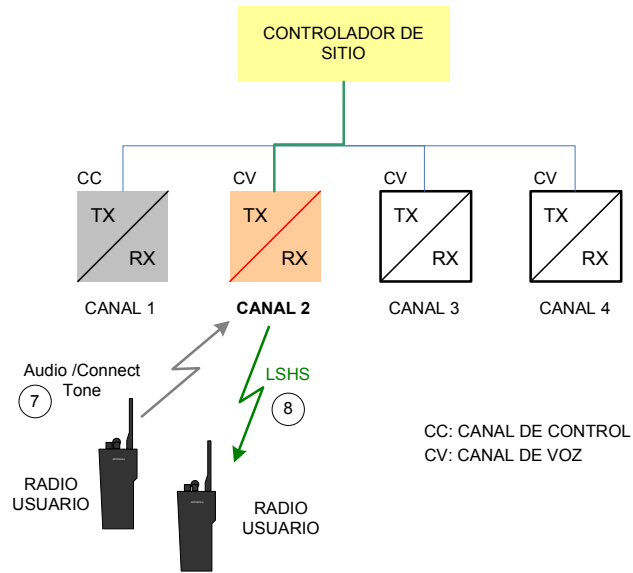 CONTROLADOR DE
SITIO
CC
CV
CV
CV
TX
RX
TX
RX
TX
RX
TX
RX
CANAL 1
CANAL 2
CANAL 3
CANAL 4
Audio /Connect
Tone
7
LSHS
8
CC: CANAL DE CONTROL
CV: CANAL DE VOZ
RADIO
USUARIO
RADIO
USUARIO